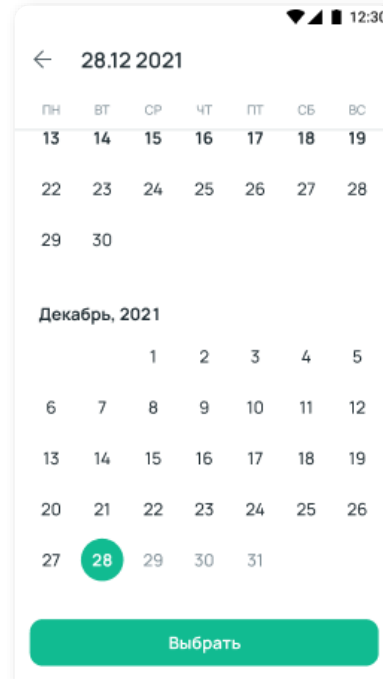 12:30
28.12 2021
ПН ВТ СР ЧТ ПТ СБ ВС
13 14 15 16 17 18 19
22 23 24 25 26 27 28
29 30
Декабрь, 2021
1 2 3 4 5
6 7 8 9 10 11 12
13 14 15 16 17 18 19
20 21 22 23 24 25 26
27 28 29 30 31
Выбрать